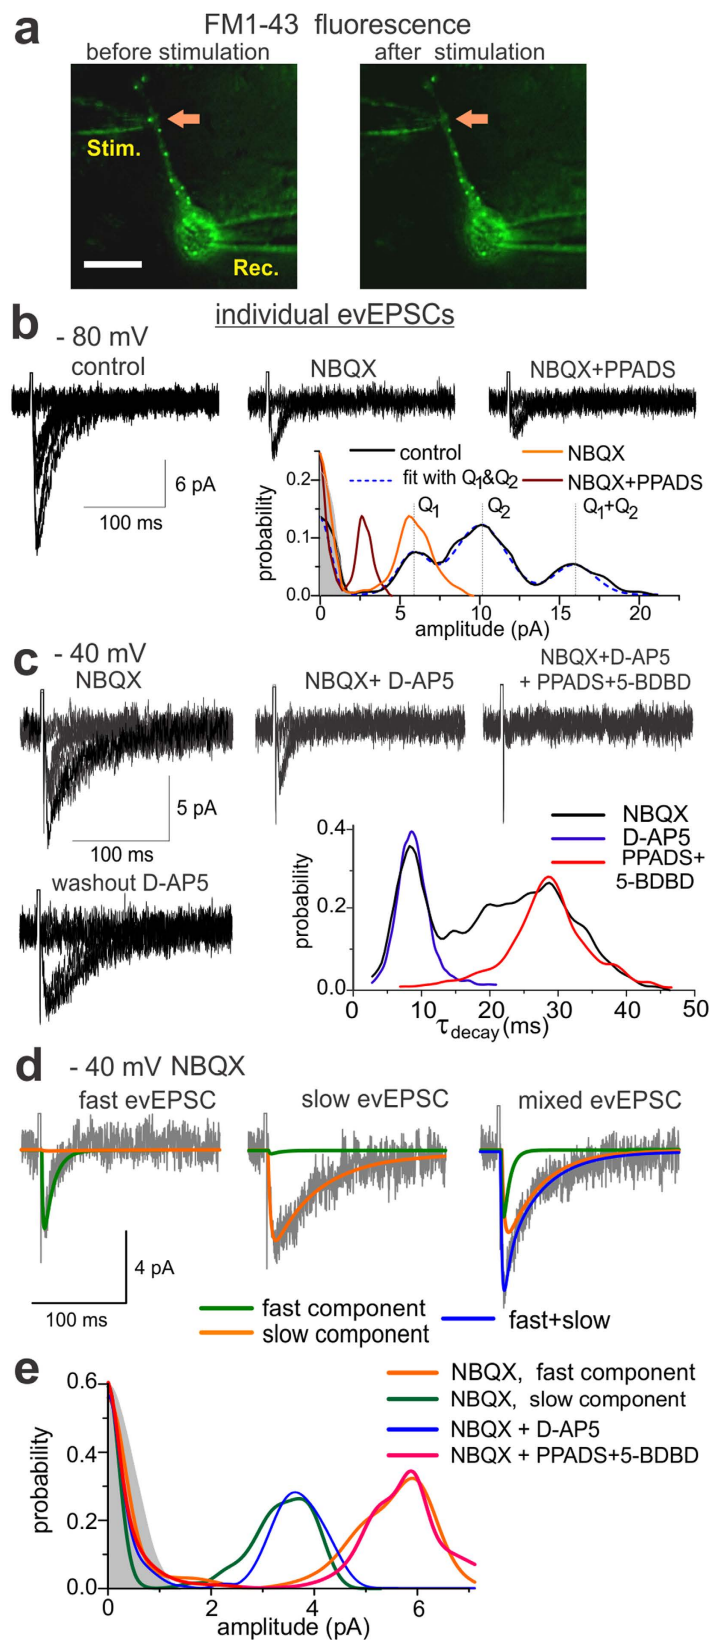 a
FM1-43 fluorescence
before stimulation
after stimulation
Stim.
Rec.
b
individual evEPSCs
- 80 mV
control
NBQX
NBQX+PPADS
6 pA
100 ms
control
NBQX
fit with Q1&Q2
NBQX+PPADS
Q1
Q2
Q1+Q2
probability
0.2
0.1
0.0
0
5
10
15
20
amplitude (pA)
c
- 40 mV
NBQX
NBQX+ D-AP5
NBQX+D-AP5
+ PPADS+5-BDBD
5 pA
100 ms
washout D-AP5
NBQX
D-AP5
PPADS+
5-BDBD
probability
0.4
0.2
0.0
0
10
20
30
40
50
τdecay (ms)
d
- 40 mV NBQX
fast evEPSC
slow evEPSC
mixed evEPSC
4 pA
100 ms
fast component
slow component
fast+slow
e
NBQX, fast component
NBQX, slow component
NBQX + D-AP5
NBQX + PPADS+5-BDBD
probability
0.6
0.4
0.2
0.0
0
2
4
6
amplitude (pA)